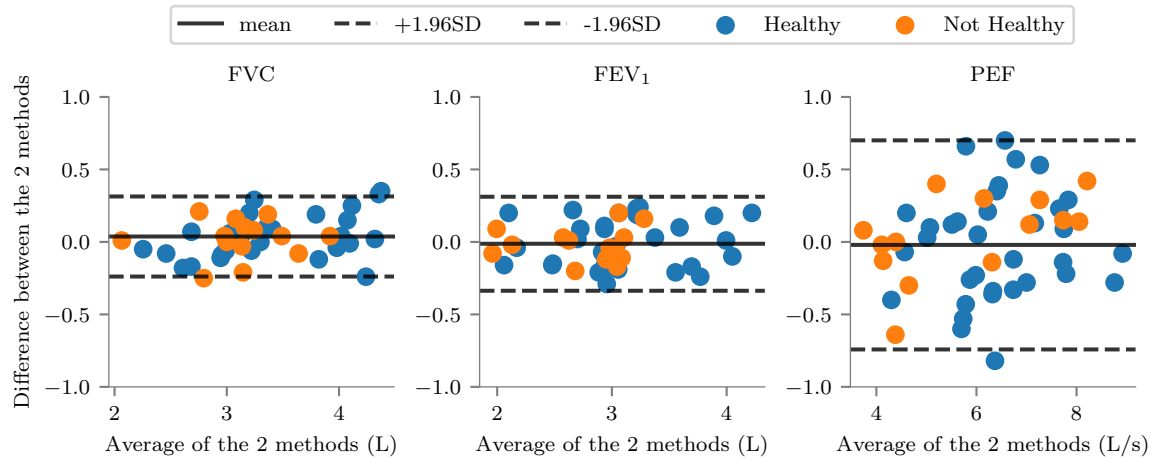 mean +1.96SD -1.96SD Healthy Not Healthy
FVC FEV₁ PEF
Difference between the 2 methods
1.0 1.0 1.0
0.5 0.5 0.5
0.0 0.0 0.0
−0.5 −0.5 −0.5
−1.0 −1.0 −1.0
2 3 4 2 3 4 4 6 8
Average of the 2 methods (L) Average of the 2 methods (L) Average of the 2 methods (L/s)